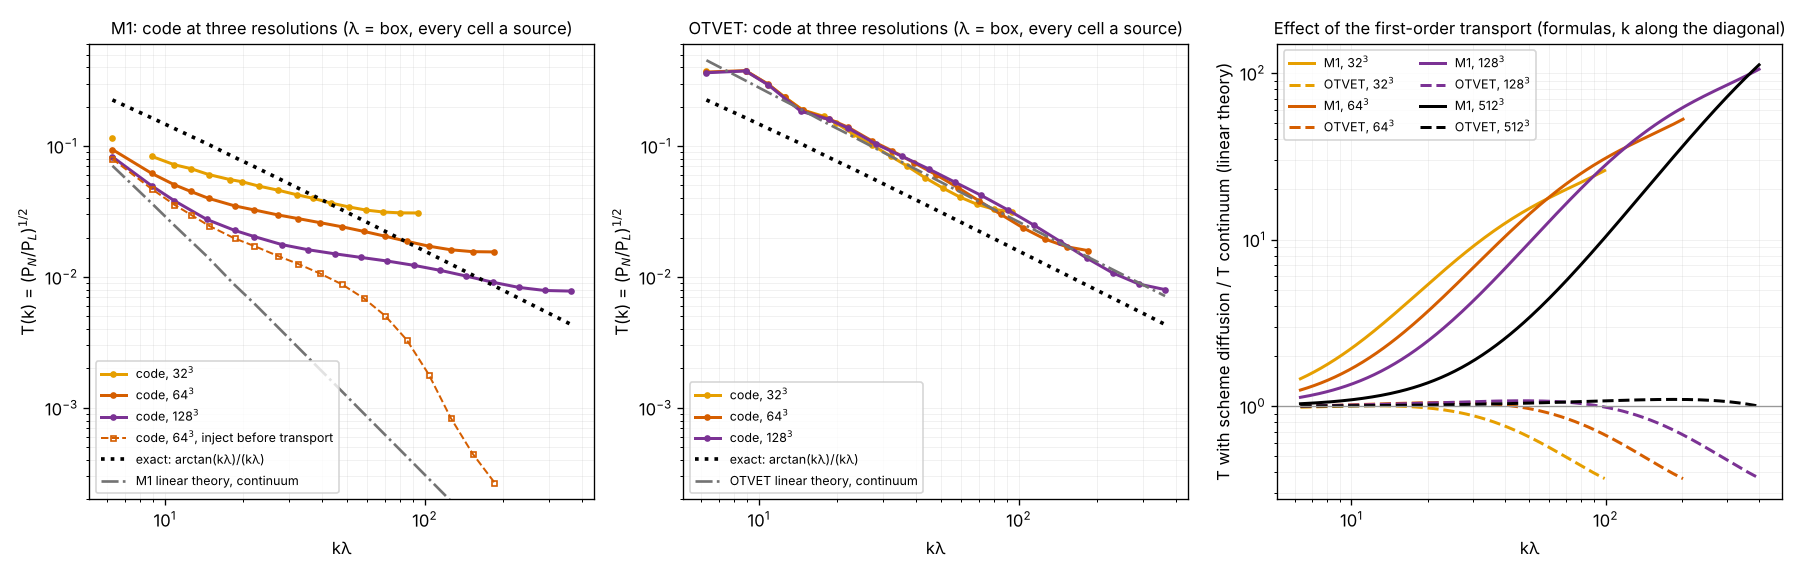 M1: code at three resolutions (λ = box, every cell a source)
T(k) = (P_N/P_L)^{1/2}
10⁻¹
10⁻²
10⁻³
code, 32³
code, 64³
code, 128³
code, 64³, inject before transport
exact: arctan(kλ)/(kλ)
M1 linear theory, continuum
10¹
10²
kλ
OTVET: code at three resolutions (λ = box, every cell a source)
T(k) = (P_N/P_L)^{1/2}
10⁻¹
10⁻²
10⁻³
code, 32³
code, 64³
code, 128³
exact: arctan(kλ)/(kλ)
OTVET linear theory, continuum
10¹
10²
kλ
Effect of the first-order transport (formulas, k along the diagonal)
T with scheme diffusion / T continuum (linear theory)
10²
10¹
10⁰
M1, 32³
OTVET, 32³
M1, 64³
OTVET, 64³
M1, 128³
OTVET, 128³
M1, 512³
OTVET, 512³
10¹
10²
kλ